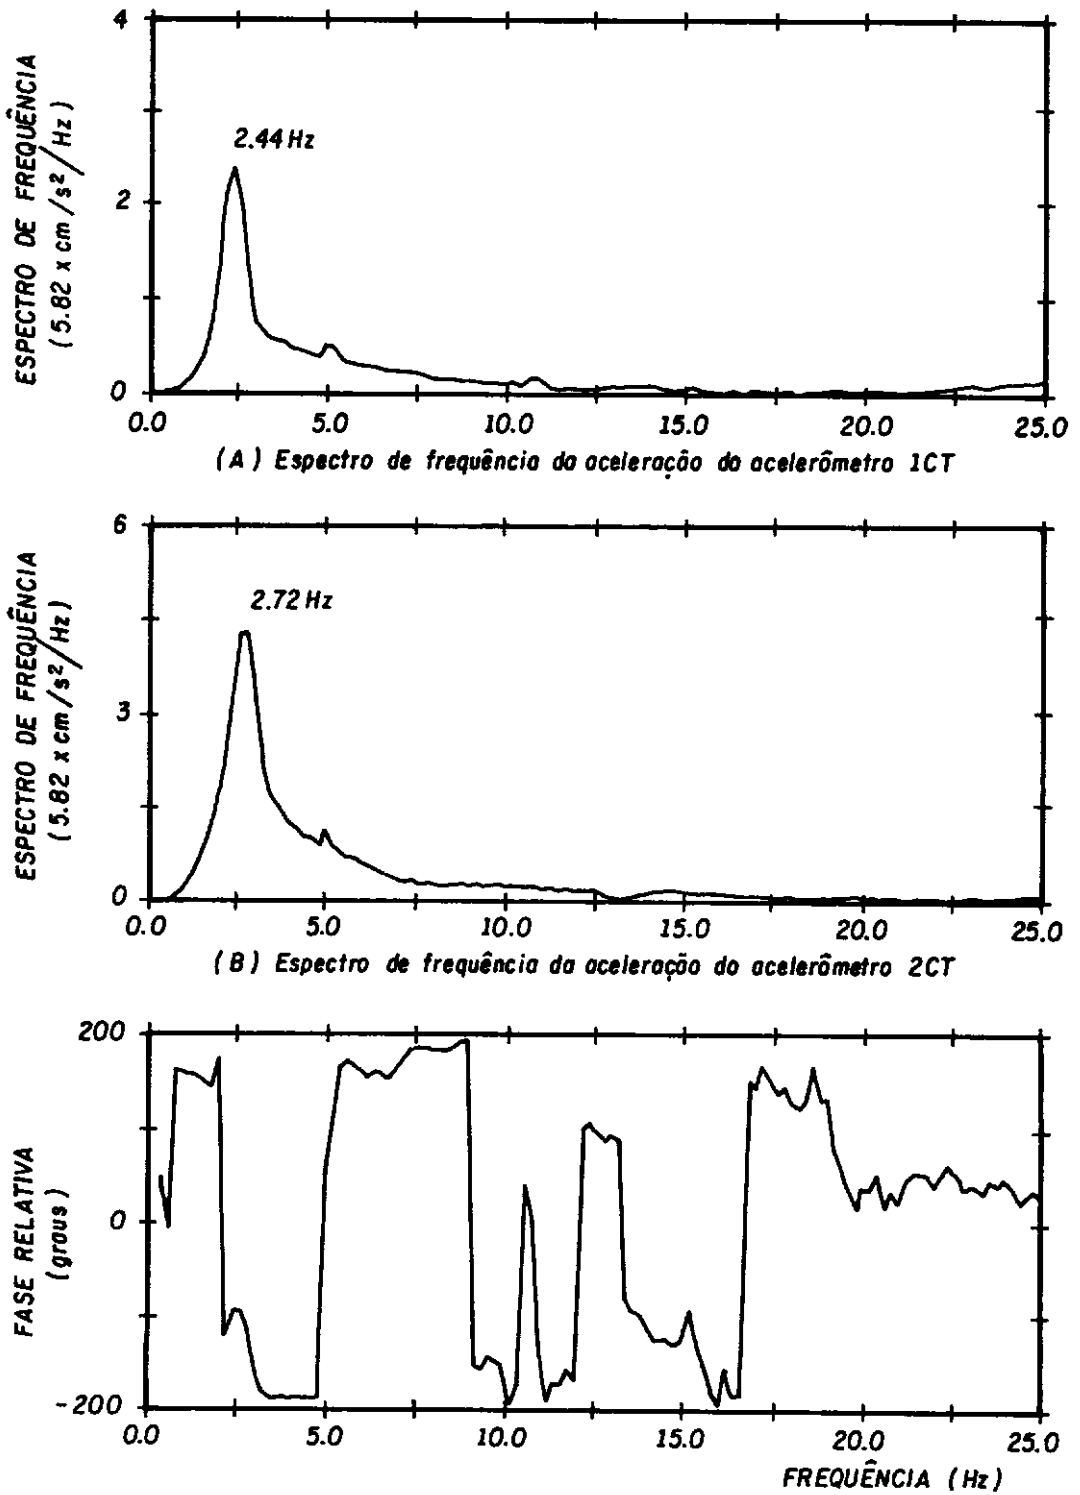 ESPECTRO DE FREQUÊNCIA
(5.82 x cm/s²/Hz)
4
2
0
2.44 Hz
0.0 5.0 10.0 15.0 20.0 25.0
(A) Espectro de frequência da aceleração do acelerômetro 1CT
ESPECTRO DE FREQUÊNCIA
(5.82 x cm/s²/Hz)
6
3
0
2.72 Hz
0.0 5.0 10.0 15.0 20.0 25.0
(B) Espectro de frequência da aceleração do acelerômetro 2CT
FASE RELATIVA
(graus)
200
0
-200
0.0 5.0 10.0 15.0 20.0 25.0
FREQUÊNCIA (Hz)